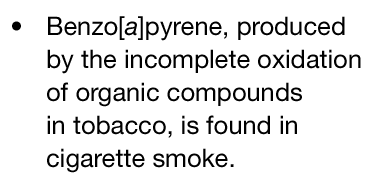 • Benzo[a]pyrene, produced
by the incomplete oxidation
of organic compounds
in tobacco, is found in
cigarette smoke.